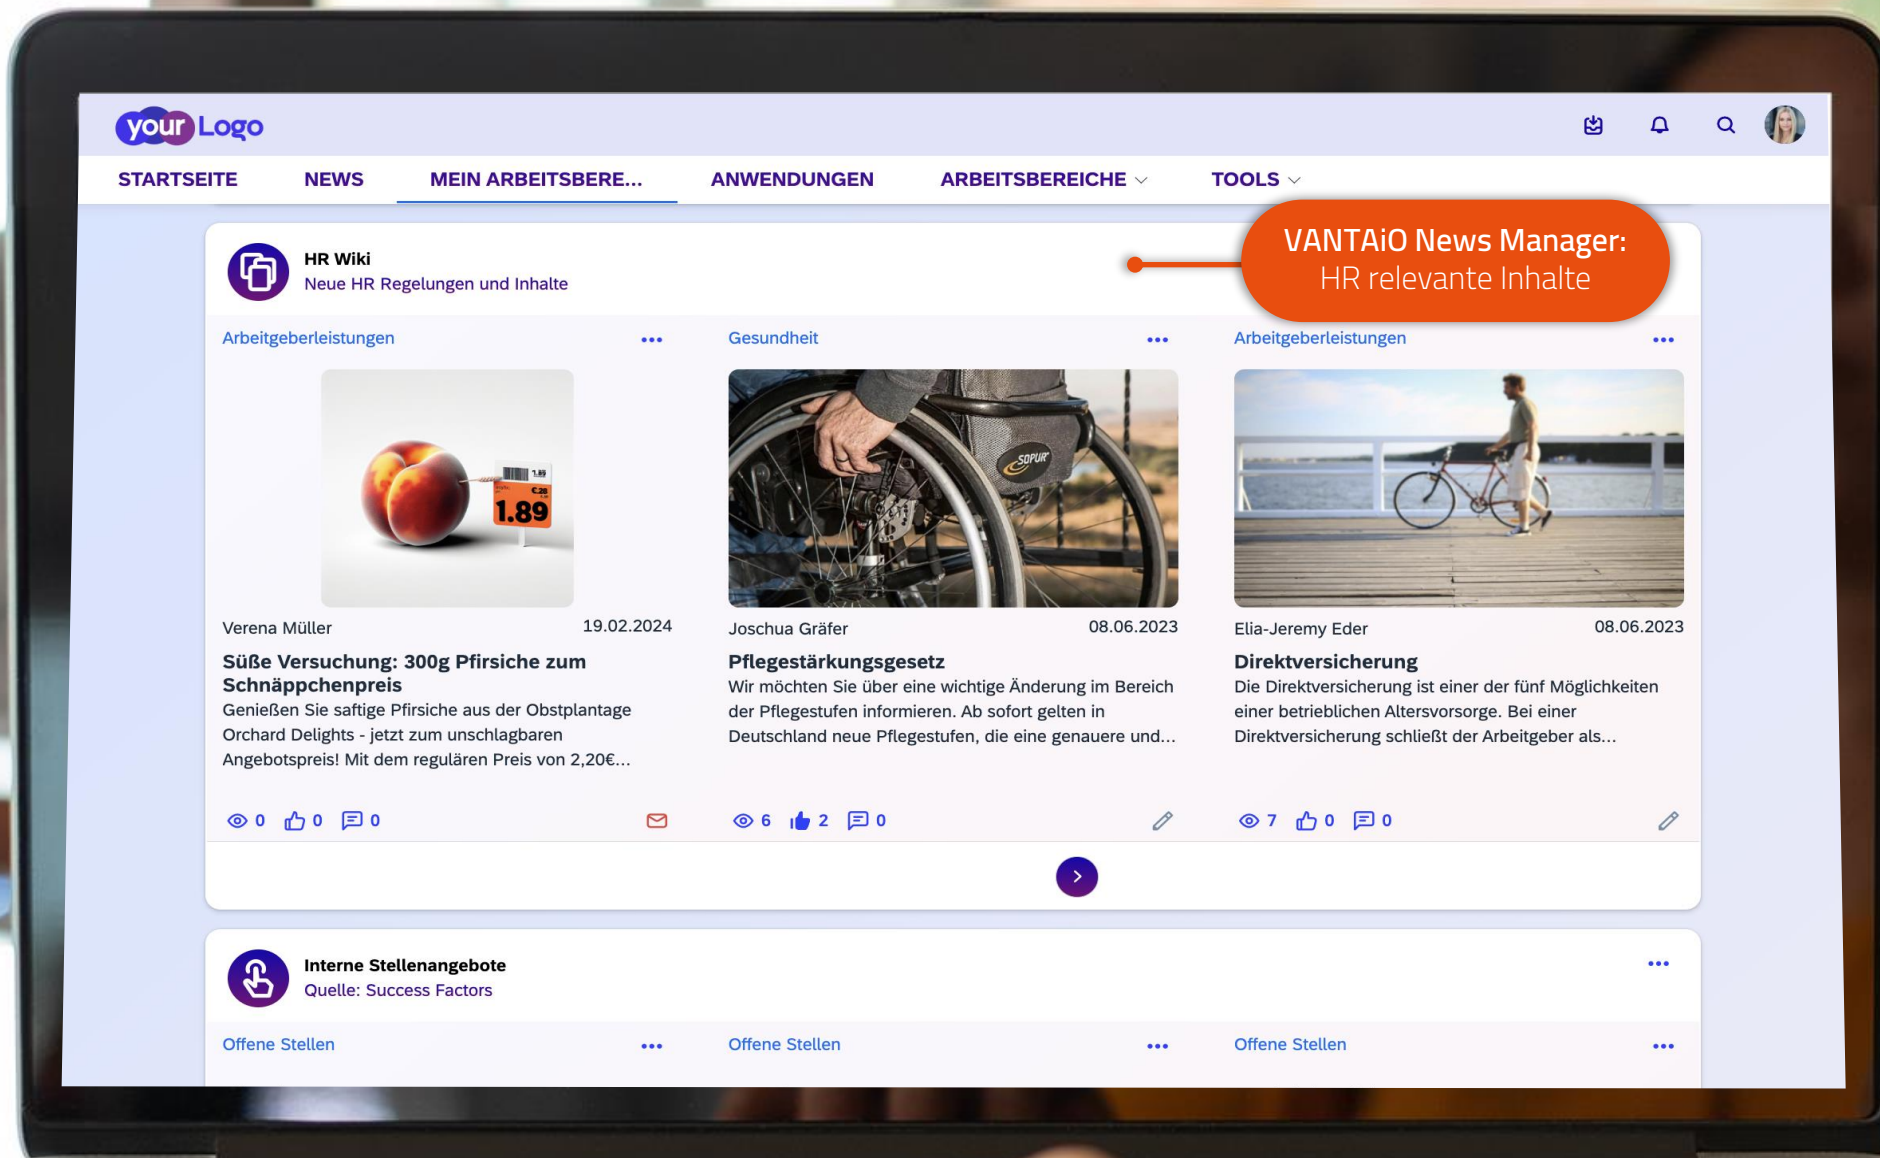 your Logo
STARTSEITE NEWS MEIN ARBEITSBERE... ANWENDUNGEN ARBEITSBEREICHE TOOLS
VANTAiO News Manager:
HR relevante Inhalte
HR Wiki
Neue HR Regelungen und Inhalte
Arbeitgeberleistungen
1.89
1.89
Verena Müller 19.02.2024
Süße Versuchung: 300g Pfirsiche zum
Schnäppchenpreis
Genießen Sie saftige Pfirsiche aus der Obstplantage
Orchard Delights - jetzt zum unschlagbaren
Angebotspreis! Mit dem regulären Preis von 2,20€...
0 0 0
Gesundheit
SOPUR
Joschua Gräfer 08.06.2023
Pflegestärkungsgesetz
Wir möchten Sie über eine wichtige Änderung im Bereich
der Pflegestufen informieren. Ab sofort gelten in
Deutschland neue Pflegestufen, die eine genauere und...
6 2 0
Arbeitgeberleistungen
Elia-Jeremy Eder 08.06.2023
Direktversicherung
Die Direktversicherung ist einer der fünf Möglichkeiten
einer betrieblichen Altersvorsorge. Bei einer
Direktversicherung schließt der Arbeitgeber als...
7 0 0
Interne Stellenangebote
Quelle: Success Factors
Offene Stellen
Offene Stellen
Offene Stellen